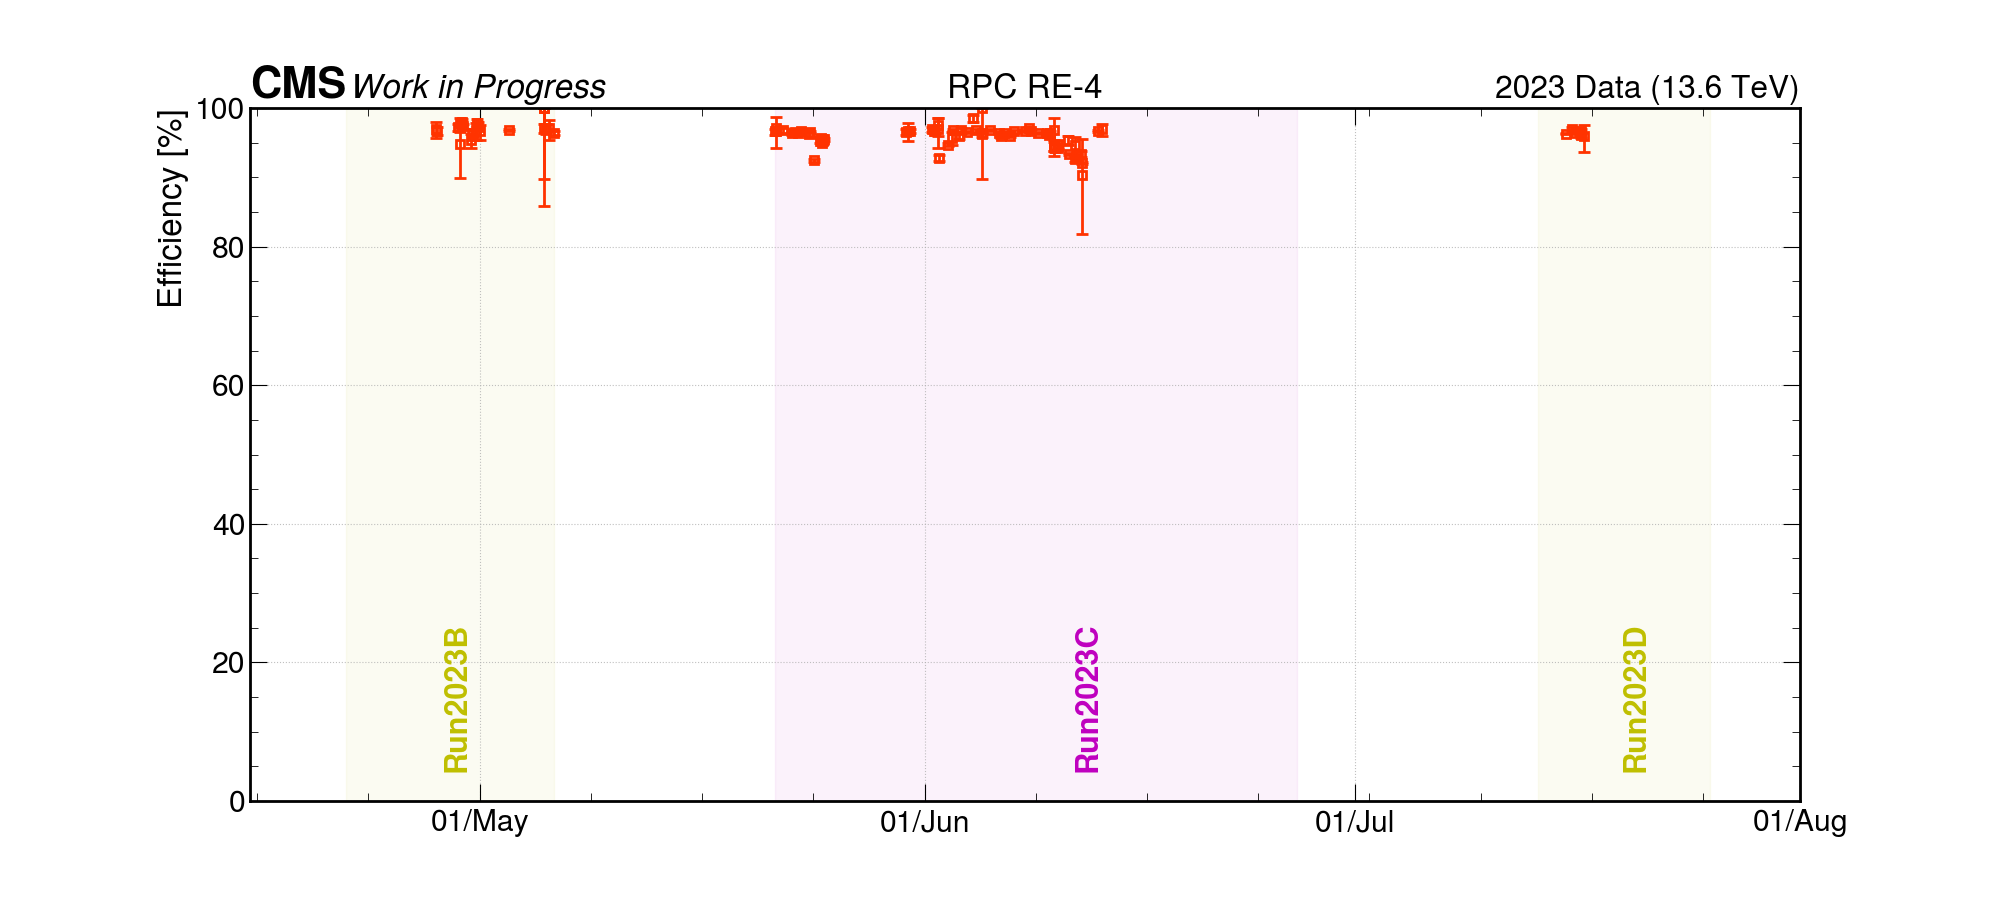 CMS Work in Progress
RPC RE-4
2023 Data (13.6 TeV)
Efficiency [%]
100
80
60
40
20
0
Run2023B
Run2023C
Run2023D
01/May
01/Jun
01/Jul
01/Aug